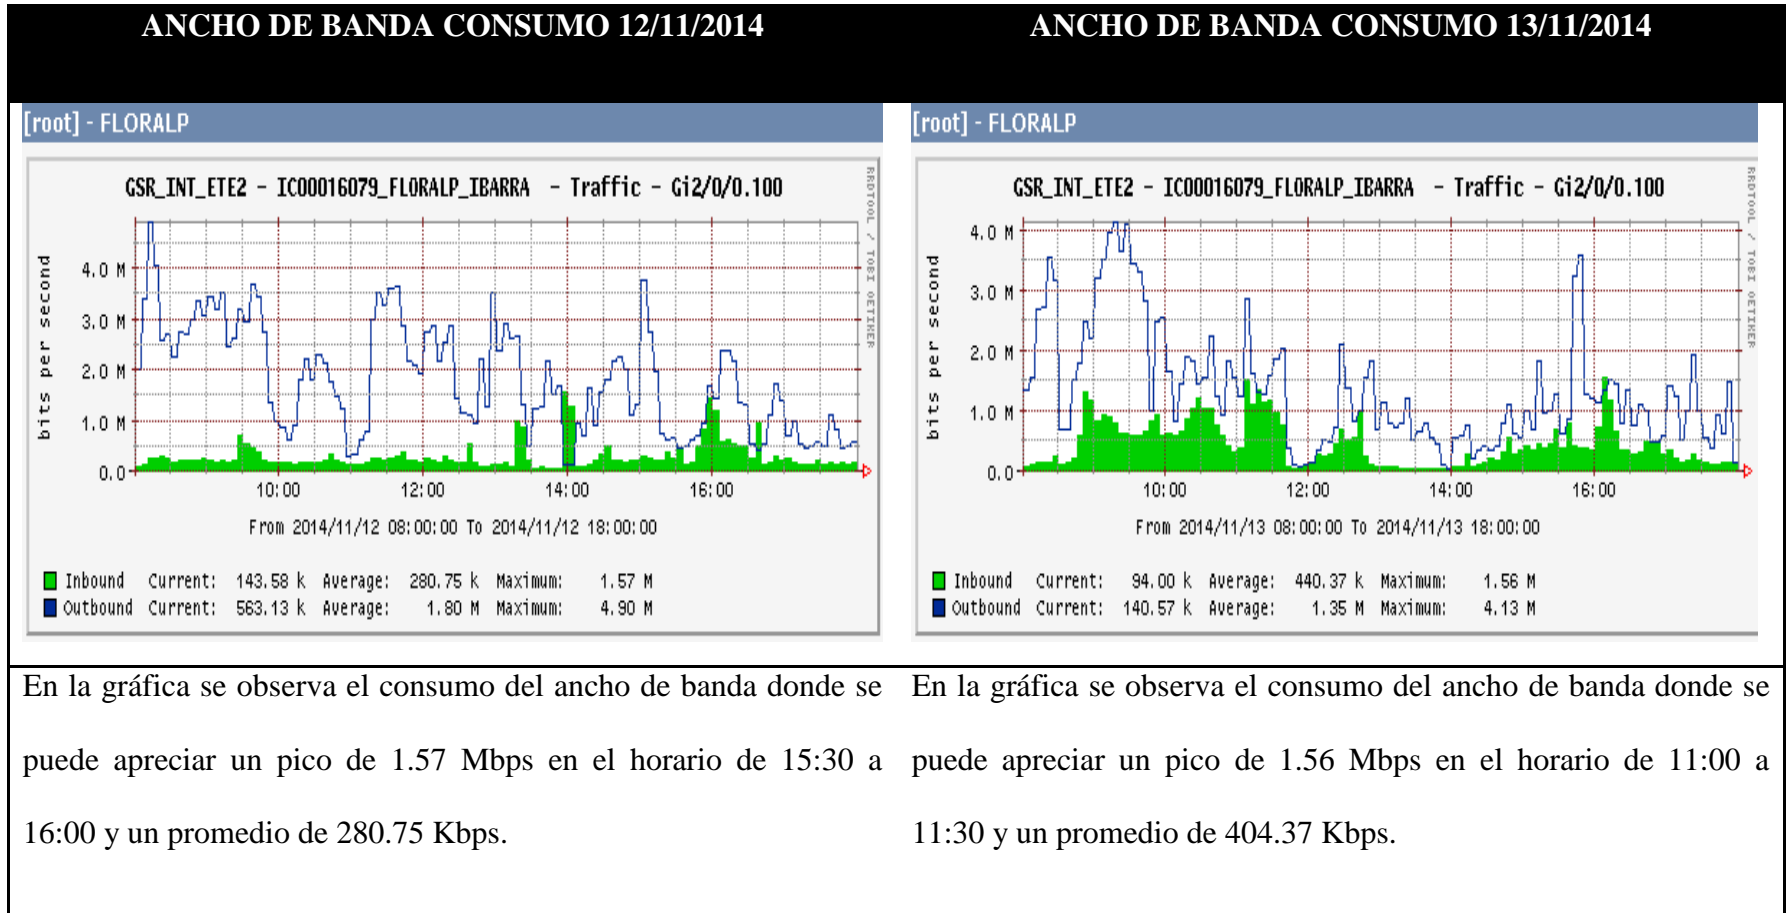 ANCHO DE BANDA CONSUMO 12/11/2014
[root] - FLORALP
GSR_INT_ETE2 - IC00016079_FLORALP_IBARRA - Traffic - Gi2/0/0.100
RRDTOOL / TOBI OETIKER
bits per second
4.0 M
3.0 M
2.0 M
1.0 M
0.0
10:00 12:00 14:00 16:00
From 2014/11/12 08:00:00 To 2014/11/12 18:00:00
Inbound Current: 143.58 k Average: 280.75 k Maximum: 1.57 M
Outbound Current: 563.13 k Average: 1.80 M Maximum: 4.90 M
En la gráfica se observa el consumo del ancho de banda donde se
puede apreciar un pico de 1.57 Mbps en el horario de 15:30 a
16:00 y un promedio de 280.75 Kbps.
ANCHO DE BANDA CONSUMO 13/11/2014
[root] - FLORALP
GSR_INT_ETE2 - IC00016079_FLORALP_IBARRA - Traffic - Gi2/0/0.100
RRDTOOL / TOBI OETIKER
bits per second
4.0 M
3.0 M
2.0 M
1.0 M
0.0
10:00 12:00 14:00 16:00
From 2014/11/13 08:00:00 To 2014/11/13 18:00:00
Inbound Current: 94.00 k Average: 440.37 k Maximum: 1.56 M
Outbound Current: 140.57 k Average: 1.35 M Maximum: 4.13 M
En la gráfica se observa el consumo del ancho de banda donde se
puede apreciar un pico de 1.56 Mbps en el horario de 11:00 a
11:30 y un promedio de 404.37 Kbps.